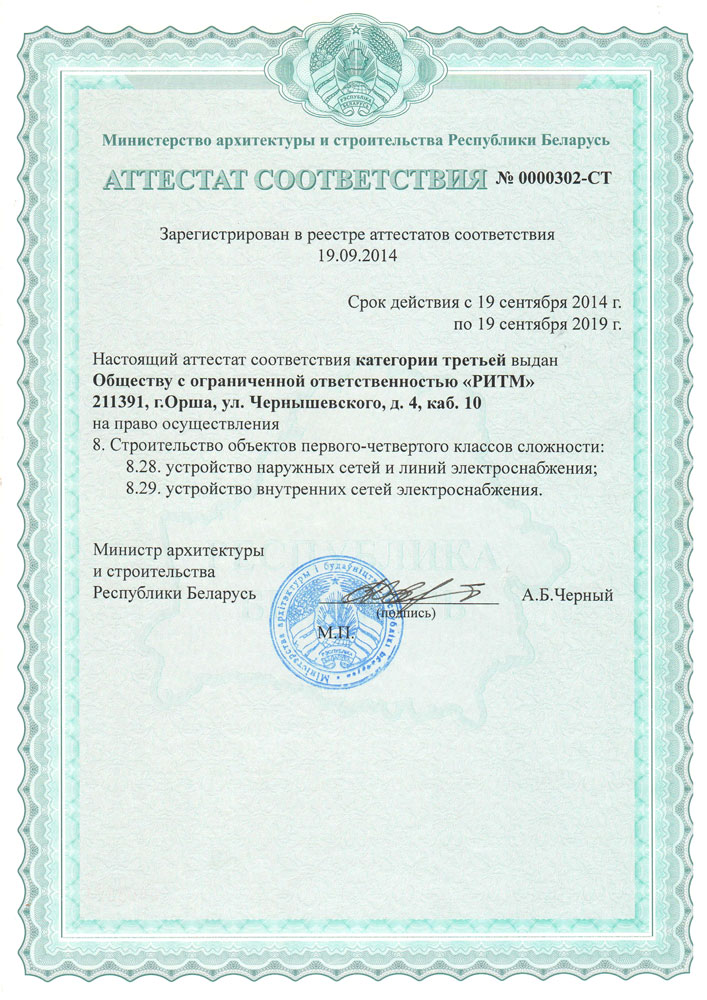 РЭСПУБЛІКА
БЕЛАРУСЬ
Министерство архитектуры и строительства Республики Беларусь
АТТЕСТАТ СООТВЕТСТВИЯ № 0000302-СТ
Зарегистрирован в реестре аттестатов соответствия
19.09.2014
Срок действия с 19 сентября 2014 г.
по 19 сентября 2019 г.
Настоящий аттестат соответствия категории третьей выдан
Обществу с ограниченной ответственностью «РИТМ»
211391, г.Орша, ул. Чернышевского, д. 4, каб. 10
на право осуществления
8. Строительство объектов первого-четвертого классов сложности:
8.28. устройство наружных сетей и линий электроснабжения;
8.29. устройство внутренних сетей электроснабжения.
Министр архитектуры
и строительства
Республики Беларусь
А.Б.Черный
(подпись)
М.П.
Міністэрства архітэктуры і будаўніцтва